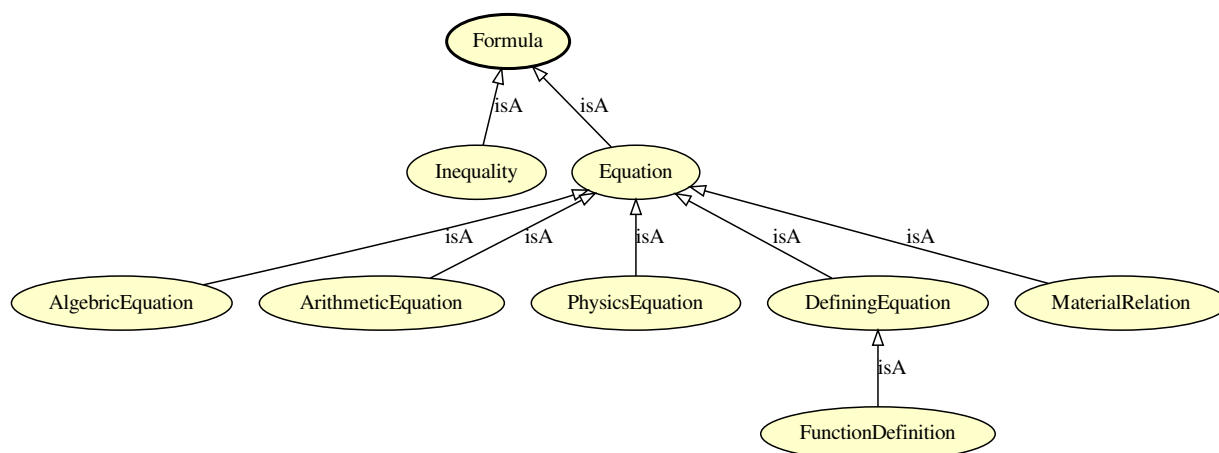 Formula
isA
isA
Inequality
Equation
isA
isA
isA
isA
isA
AlgebricEquation
ArithmeticEquation
PhysicsEquation
DefiningEquation
MaterialRelation
isA
FunctionDefinition